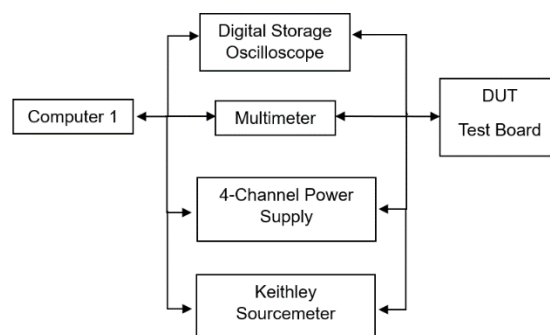 Digital Storage
Oscilloscope
Computer 1
Multimeter
DUT
Test Board
4-Channel Power
Supply
Keithley
Sourcemeter